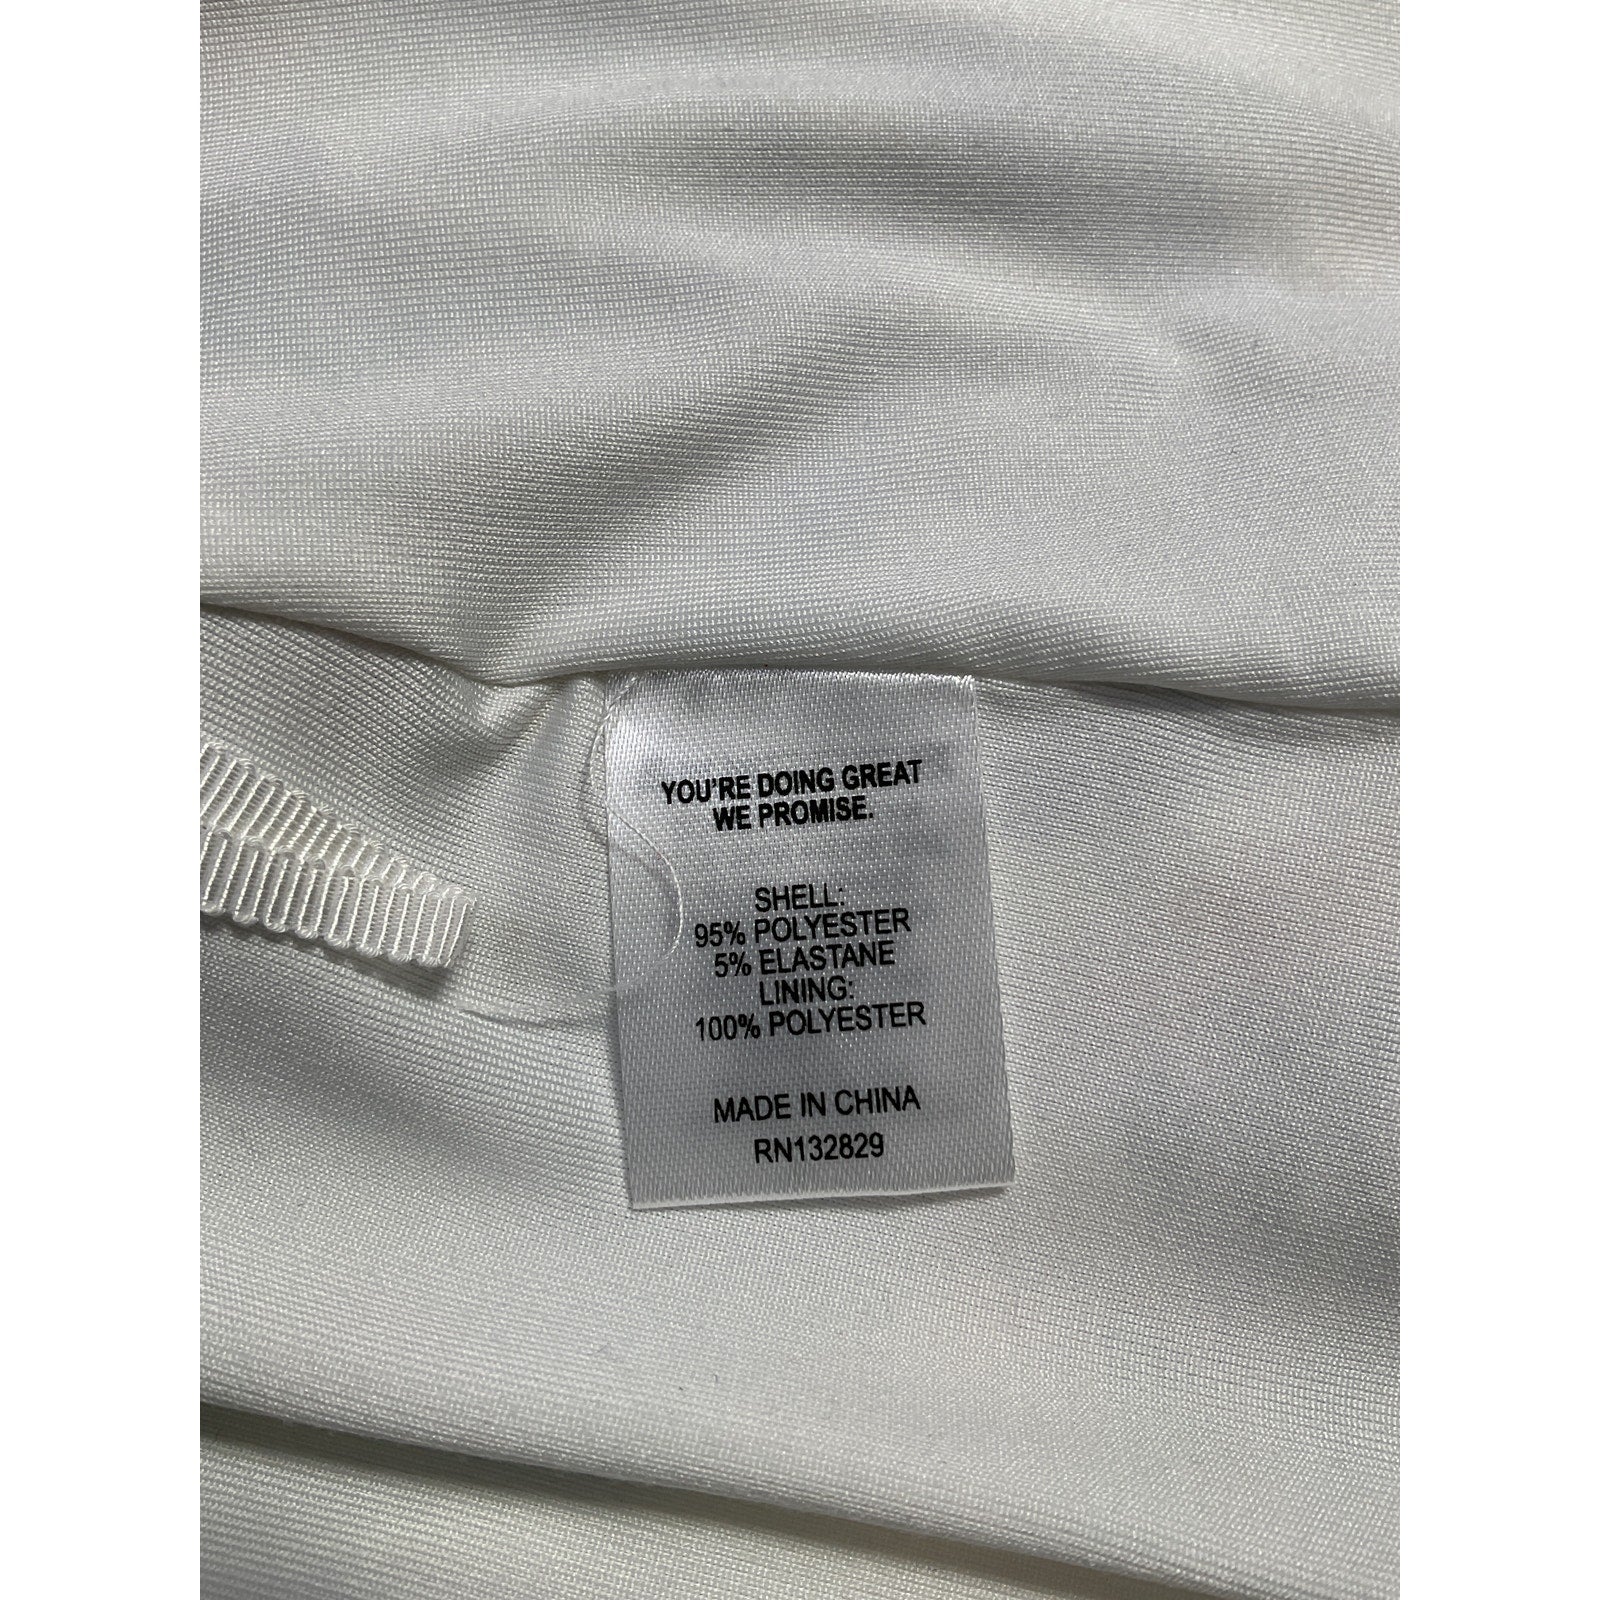 YOU'RE DOING GREAT
WE PROMISE.
SHELL:
95% POLYESTER
5% ELASTANE
LINING:
100% POLYESTER
MADE IN CHINA
RN132829